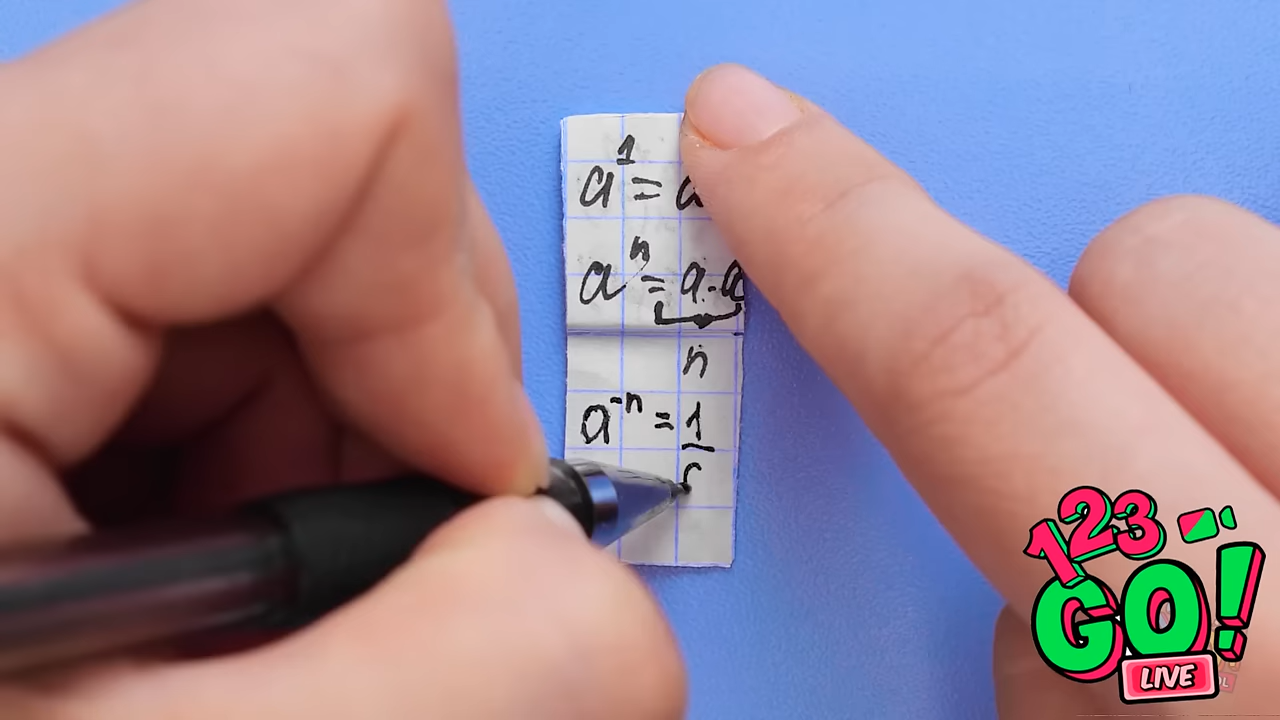 a¹ = a
aⁿ = a·a
n
a⁻ⁿ = 1
123
GO!
LIVE